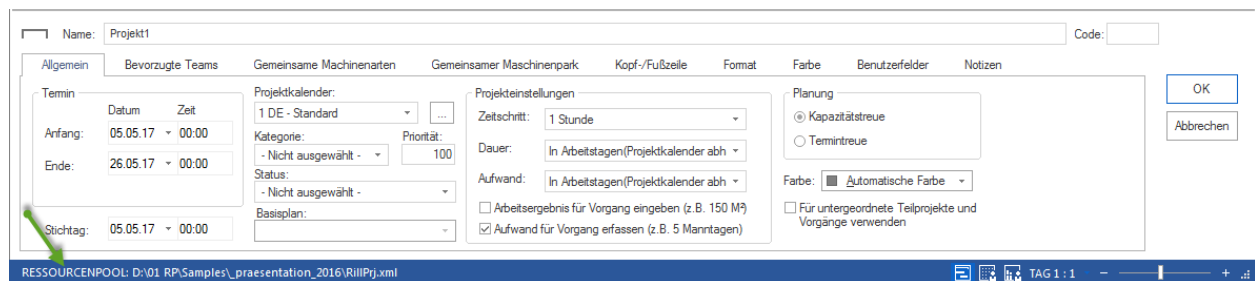 Name: Projekt1 Code:
Allgemein Bevorzugte Teams Gemeinsame Machinenarten Gemeinsamer Maschinenpark Kopf-/Fußzeile Format Farbe Benutzerfelder Notizen
Termin
Datum Zeit
Anfang: 05.05.17 00:00
Ende: 26.05.17 00:00
Stichtag: 05.05.17 00:00
Projektkalender:
1 DE - Standard ...
Kategorie: Priorität:
- Nicht ausgewählt - 100
Status:
- Nicht ausgewählt -
Basisplan:
Projekteinstellungen
Zeitschritt: 1 Stunde
Dauer: In Arbeitstagen(Projektkalender abh
Aufwand: In Arbeitstagen(Projektkalender abh
Arbeitsergebnis für Vorgang eingeben (z.B. 150 M²)
Aufwand für Vorgang erfassen (z.B. 5 Manntagen)
Planung
Kapazitätstreue
Termintreue
Farbe: Automatische Farbe
Für untergeordnete Teilprojekte und
Vorgänge verwenden
OK
Abbrechen
RESSOURCENPOOL: D:\01 RP\Samples\_praesentation_2016\RillPrj.xml TAG 1 : 1 − +